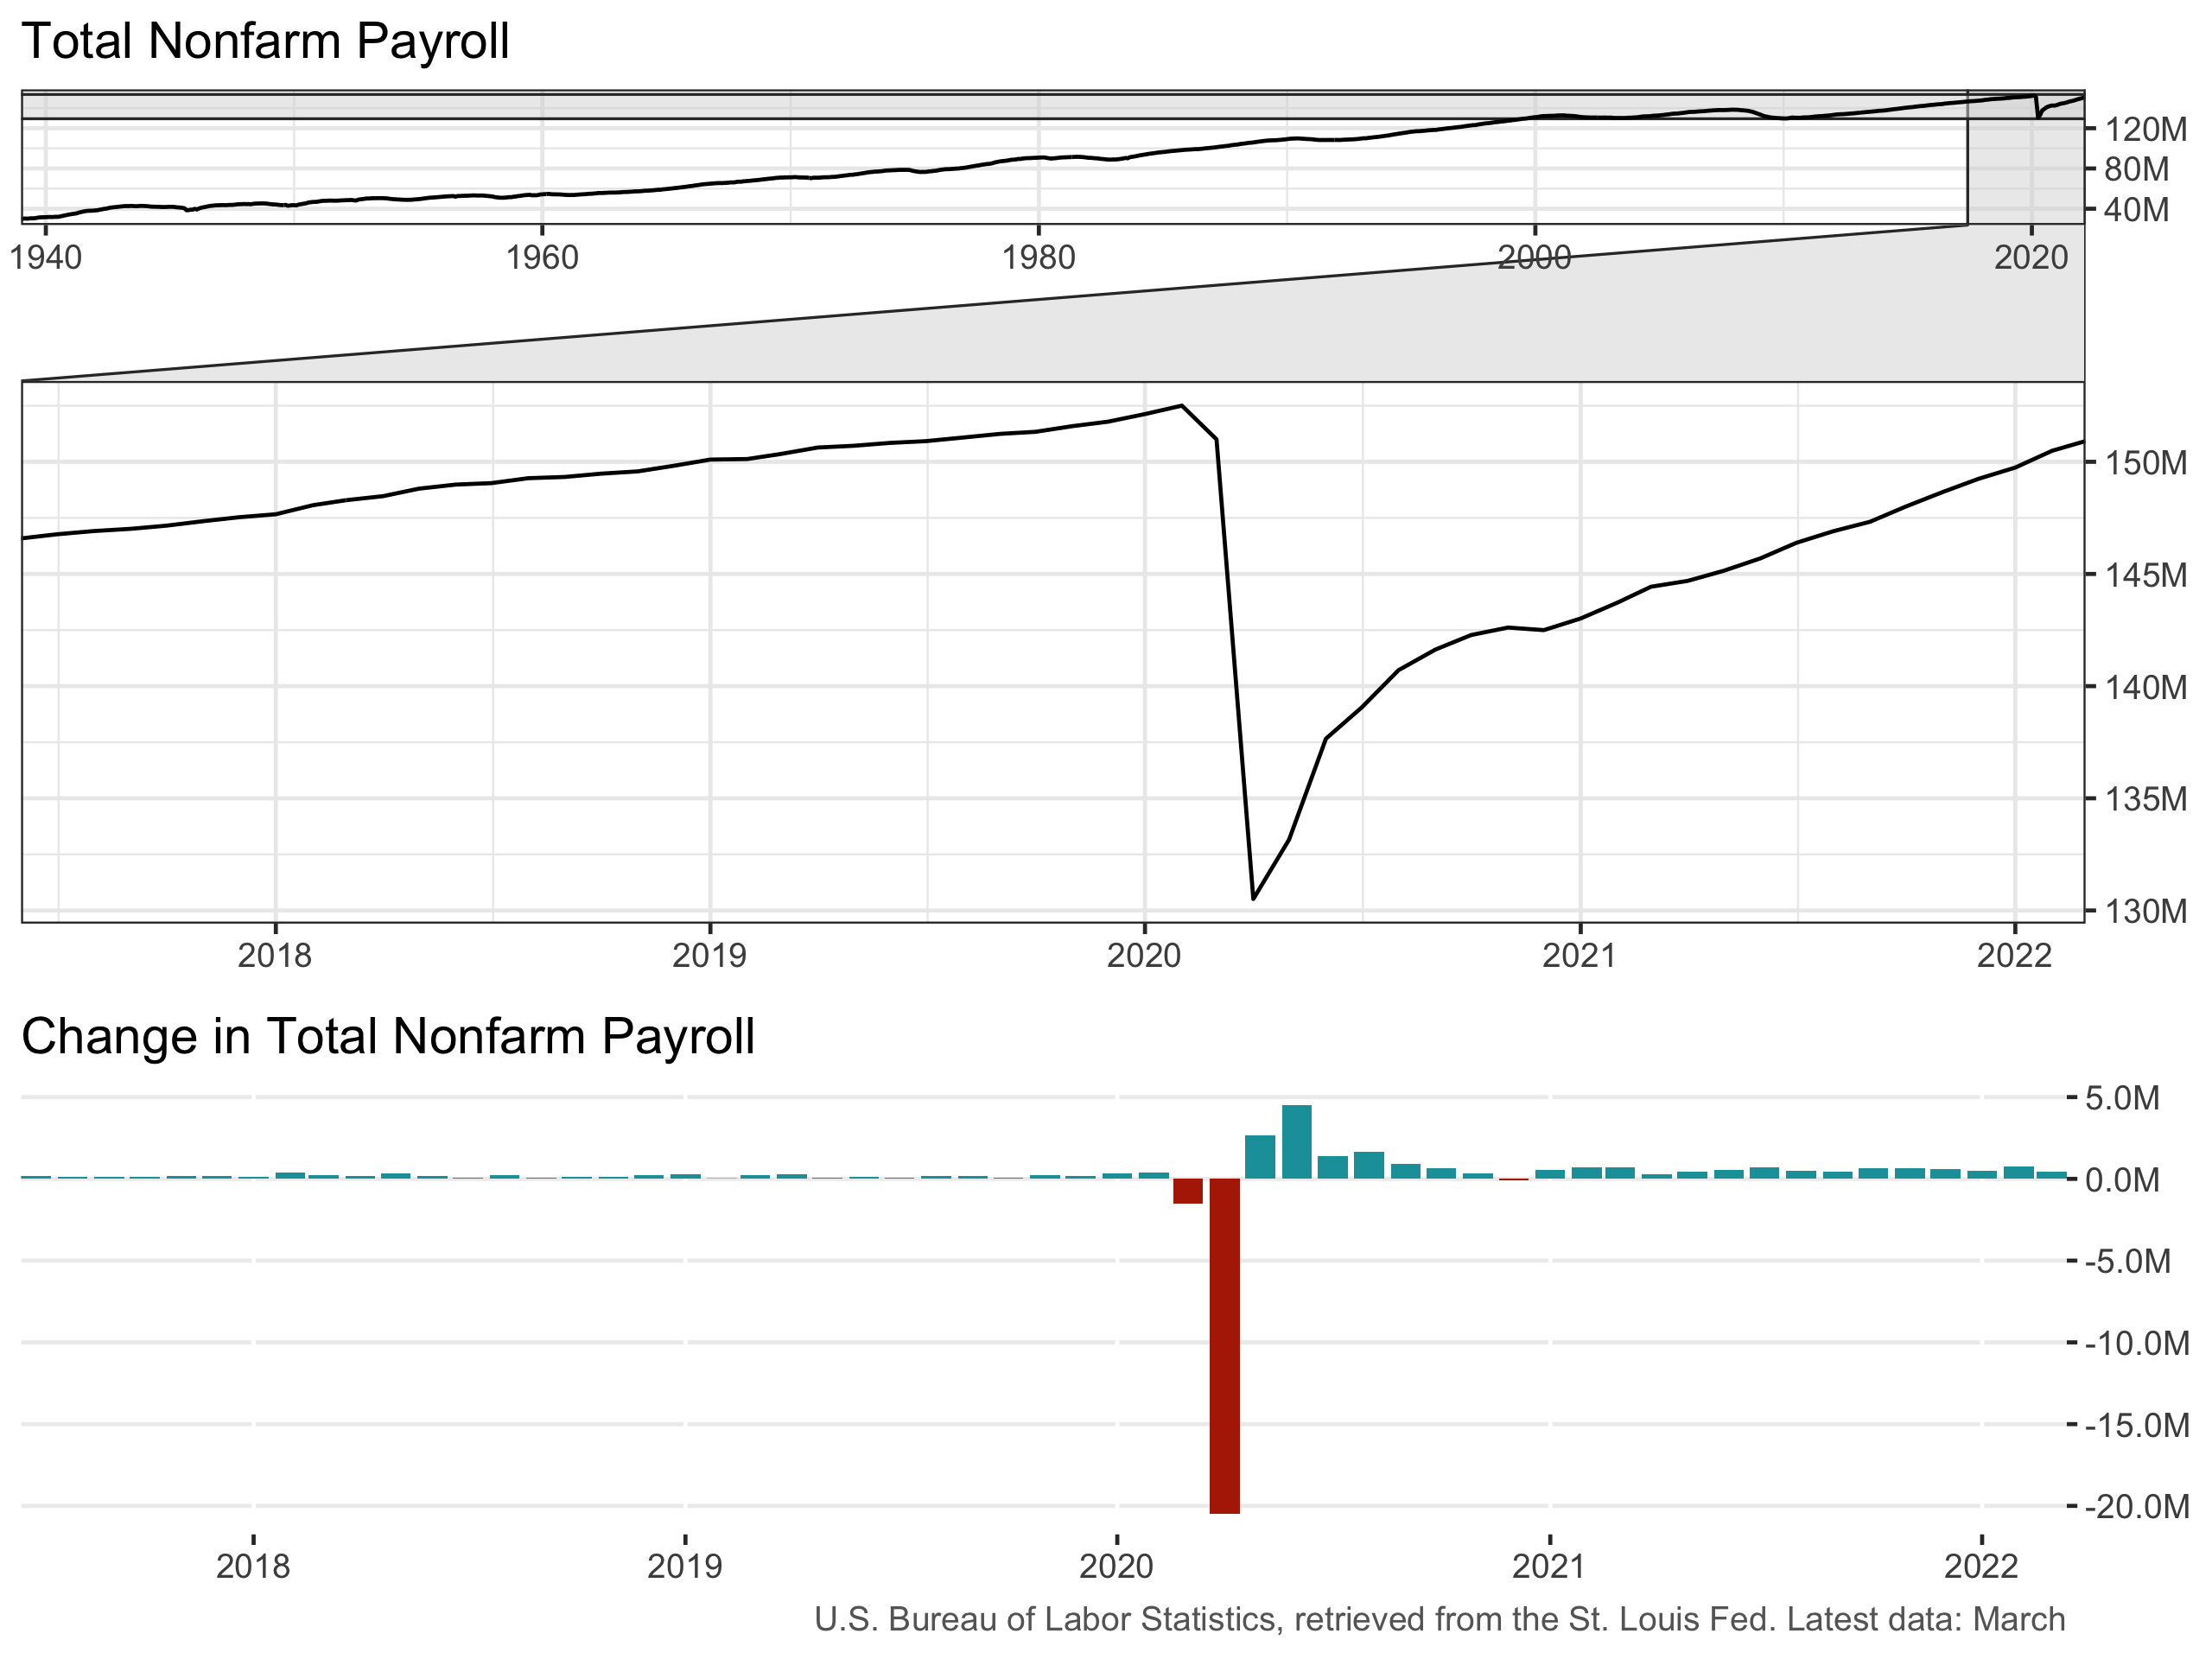 Total Nonfarm Payroll
120M
80M
40M
1940 1960 1980 2000 2020
150M
145M
140M
135M
130M
2018 2019 2020 2021 2022
Change in Total Nonfarm Payroll
5.0M
0.0M
-5.0M
-10.0M
-15.0M
-20.0M
2018 2019 2020 2021 2022
U.S. Bureau of Labor Statistics, retrieved from the St. Louis Fed. Latest data: March